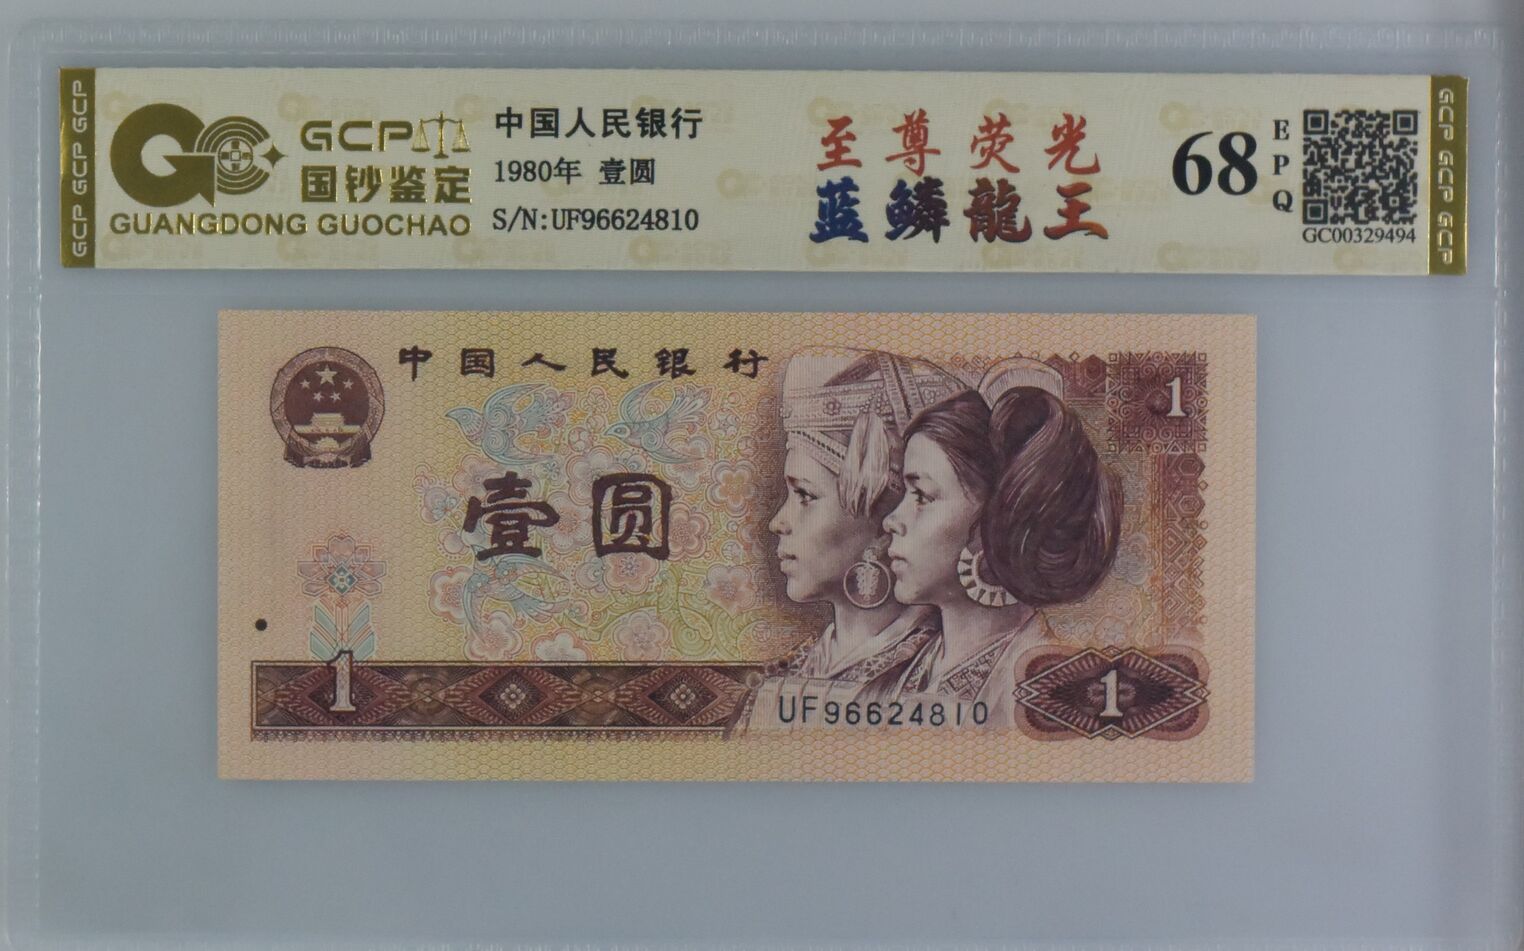 GCP GCP GCP
GCP
国钞鉴定
GUANGDONG GUOCHAO
中国人民银行
1980年 壹圆
S/N:UF96624810
至尊荧光
蓝鳞龍王
68
EPQ
GC00329494
GCP GCP GCP
中国人民银行
1
壹圆
1
UF96624810
1